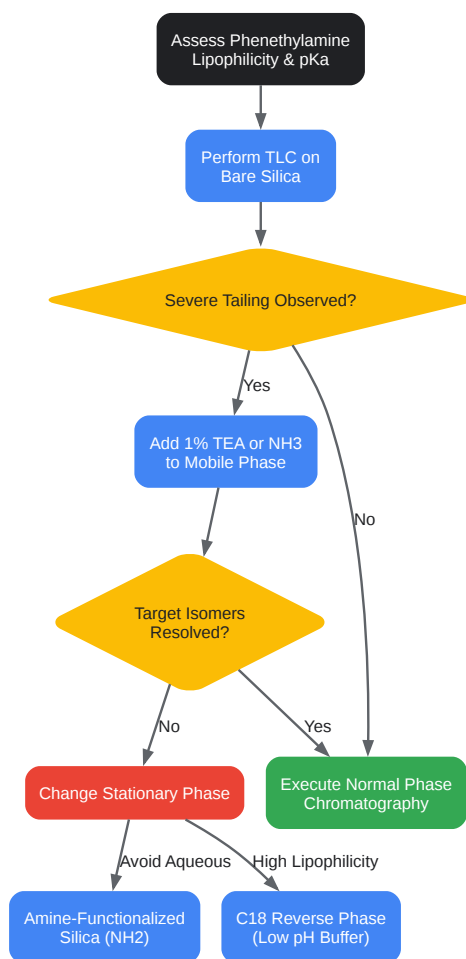 Assess Phenethylamine
Lipophilicity & pKa
Perform TLC on
Bare Silica
Severe Tailing Observed?
Yes
Add 1% TEA or NH3
to Mobile Phase
No
Target Isomers
Resolved?
No
Yes
Change Stationary Phase
Execute Normal Phase
Chromatography
Avoid Aqueous
High Lipophilicity
Amine-Functionalized
Silica (NH2)
C18 Reverse Phase
(Low pH Buffer)